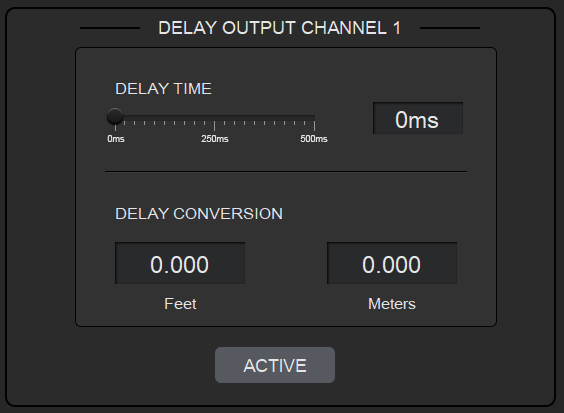 DELAY OUTPUT CHANNEL 1
DELAY TIME
0ms
0ms 250ms 500ms
DELAY CONVERSION
0.000 0.000
Feet Meters
ACTIVE